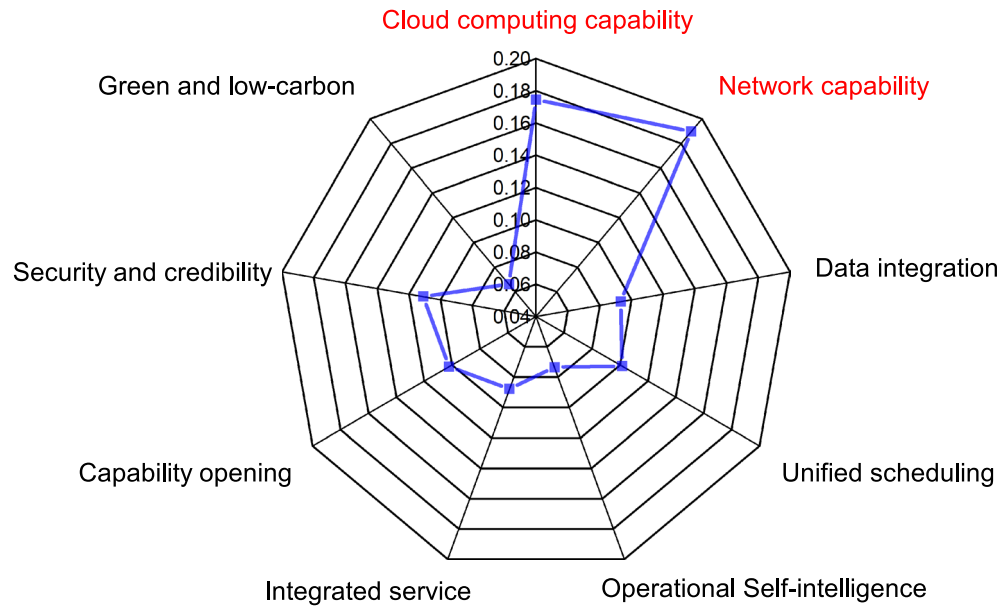 Cloud computing capability
Green and low-carbon
Network capability
0.20
0.18
0.16
0.14
0.12
0.10
0.08
0.06
0.04
Security and credibility
Data integration
Capability opening
Unified scheduling
Integrated service
Operational Self-intelligence